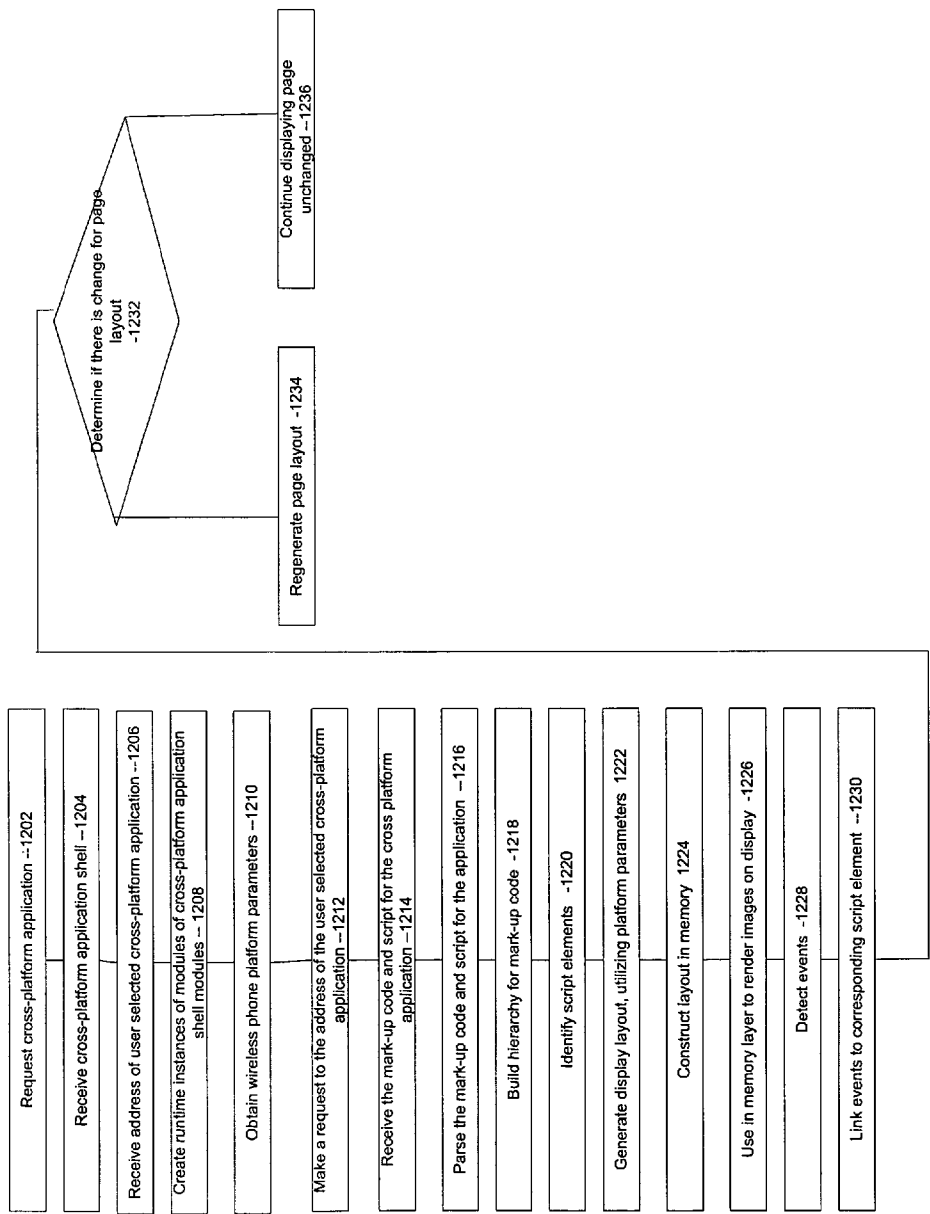 Request cross-platform application --1202
Receive cross-platform application shell --1204
Receive address of user selected cross-platform application --1206
Create runtime instances of modules of cross-platform application
shell modules -- 1208
Obtain wireless phone platform parameters --1210
Make a request to the address of the user selected cross-platform
application --1212
Receive the mark-up code and script for the cross platform
application --1214
Parse the mark-up code and script for the application --1216
Build hierarchy for mark-up code -1218
Identify script elements -1220
Generate display layout, utilizing platform parameters 1222
Construct layout in memory 1224
Use in memory layer to render images on display -1226
Detect events -1228
Link events to corresponding script element --1230
Determine if there is change for page
layout
-1232
Regenerate page layout -1234
Continue displaying page
unchanged --1236